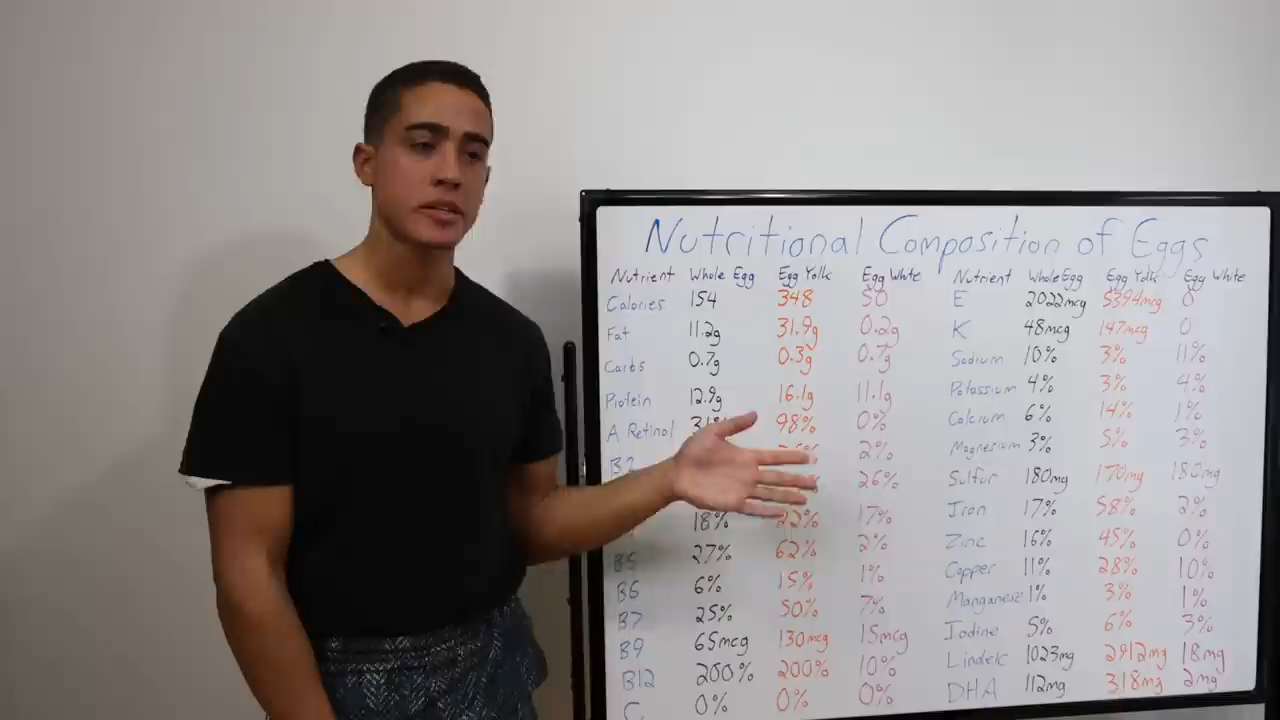 Nutritional Composition of Eggs
Nutrient Whole Egg Egg Yolk Egg White
Calories 154 348 50
Fat 11.2g 31.9g 0.2g
Carbs 0.7g 0.3g 0.7g
Protein 12.9g 16.1g 11.1g
A Retinol 98% 0%
2%
26%
18% 22% 17%
B5 27% 62% 2%
B6 6% 15% 1%
B7 25% 50% 7%
B9 65mcg 130mcg 15mcg
B12 200% 200% 10%
C 0% 0% 0%
Nutrient Whole Egg Egg Yolk Egg White
E 2022mcg 5394mcg 0
K 48mcg 147mcg 0
Sodium 10% 3% 11%
Potassium 4% 3% 4%
Calcium 6% 14% 1%
Magnesium 3% 5% 3%
Sulfur 180mg 170mg 180mg
Iron 17% 58% 2%
Zinc 16% 45% 0%
Copper 11% 28% 10%
Manganese 1% 3% 1%
Iodine 5% 6% 3%
1023mg 2912mg 18mg
DHA 112mg 318mg 2mg